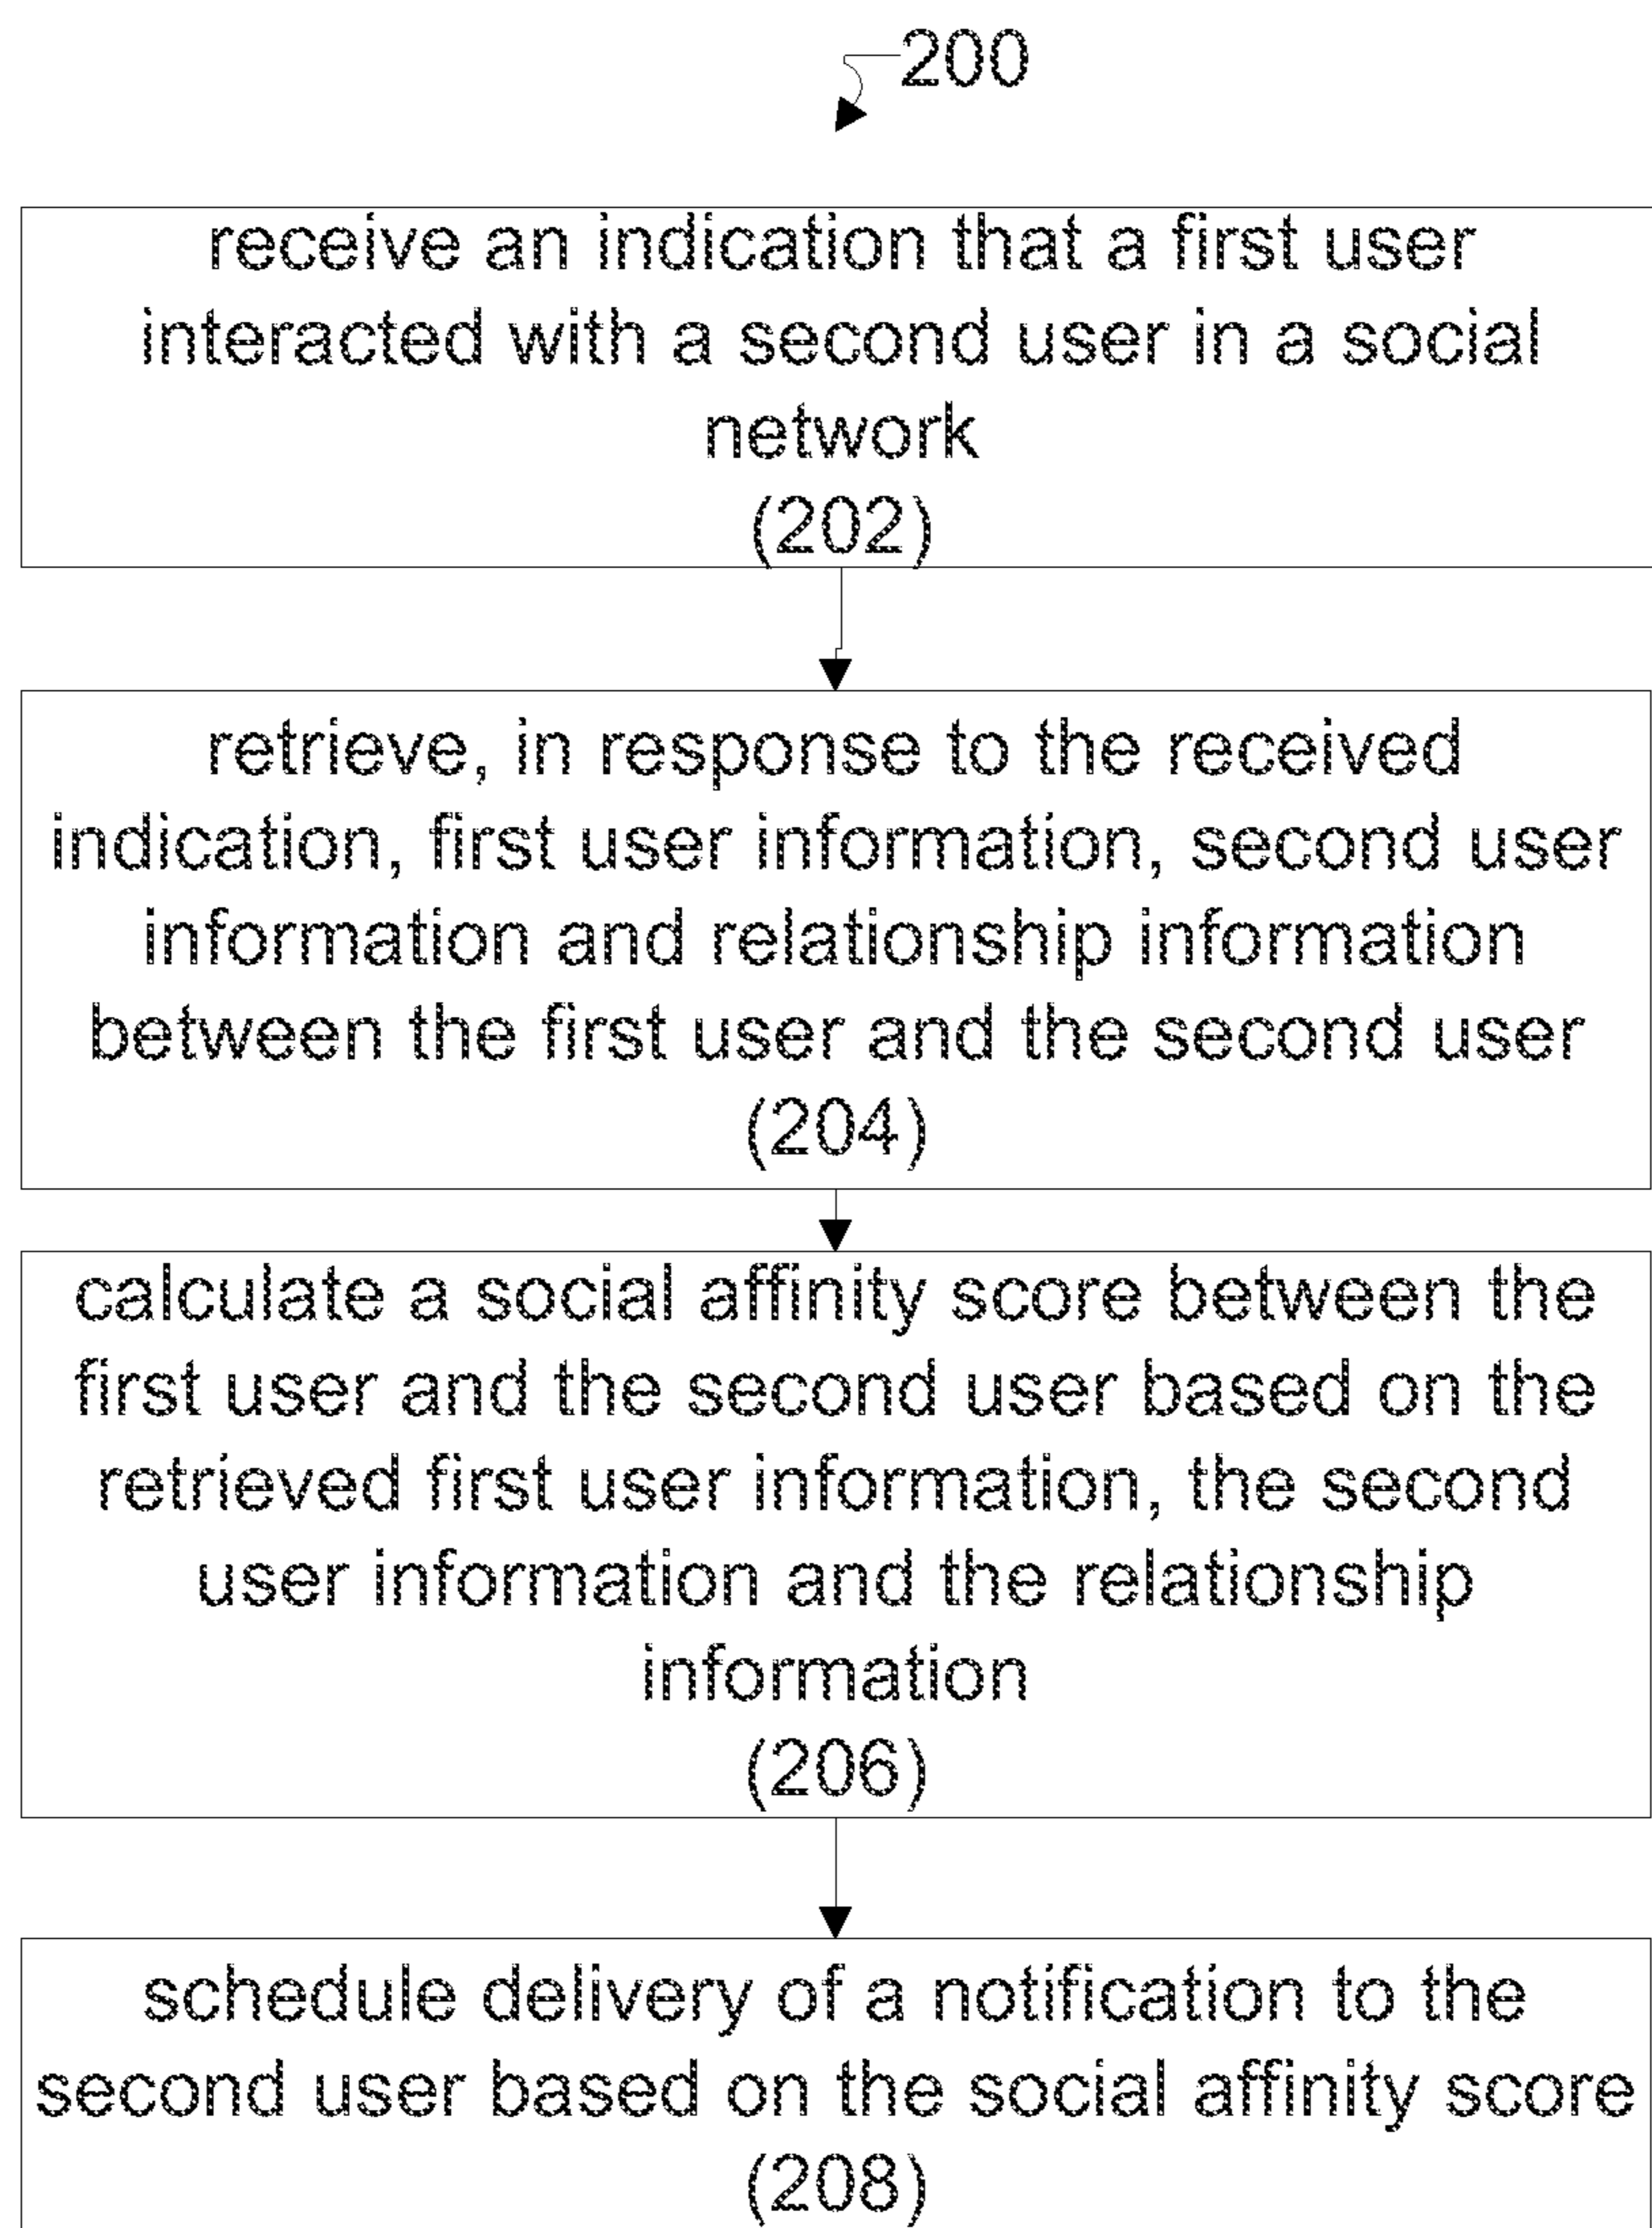 200
receive an indication that a first user
interacted with a second user in a social
network
(202)
retrieve, in response to the received
indication, first user information, second user
information and relationship information
between the first user and the second user
(204)
calculate a social affinity score between the
first user and the second user based on the
retrieved first user information, the second
user information and the relationship
information
(206)
schedule delivery of a notification to the
second user based on the social affinity score
(208)